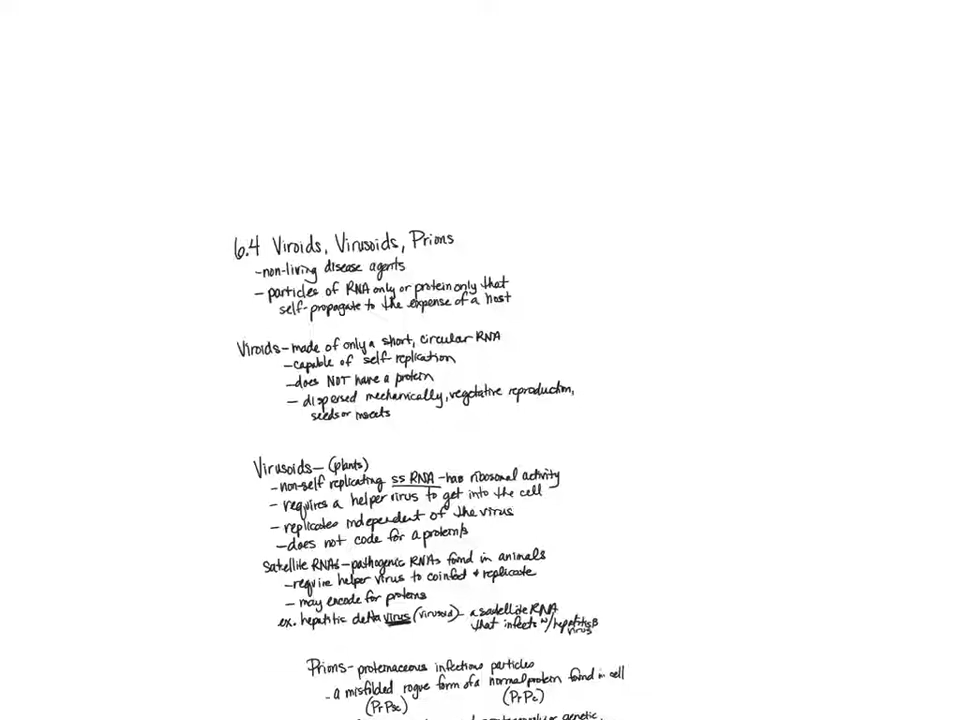 6.4 Viroids, Virusoids, Prions
-non-living disease agents
- particles of RNA only or protein only that
self-propagate to the expense of a host
Viroids-made of only a short, circular RNA
-capable of self-replication
-does NOT have a protein
- dispersed mechanically, vegetative reproduction,
seeds or insects
Virusoids-(plants)
-non-self replicating ss RNA-has ribosomal activity
- requires a helper virus to get into the cell
- replicates independent of the virus
-does not code for a protein/s
Satellite RNAs-pathogenic RNAs found in animals
-require helper virus to coinfect + replicate
- may encode for proteins
ex. hepatitic delta virus (virusoid) - a satellite RNA
that infects w/hepatitis B
virus
Prions-proteinaceous infectious particles
- a misfolded rogue form of a normal protein found in cell
(PrPsc) (PrPc)
or genetic,